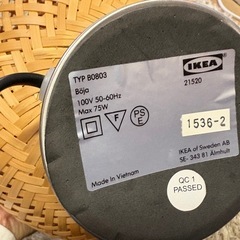 TYP B0803
Böja
100V 50-60Hz
Max 75W
IKEA
21520
F
PS
E
1536-2
IKEA of Sweden AB
SE- 343 81 Älmhult
Made in Vietnam
QC 1
PASSED